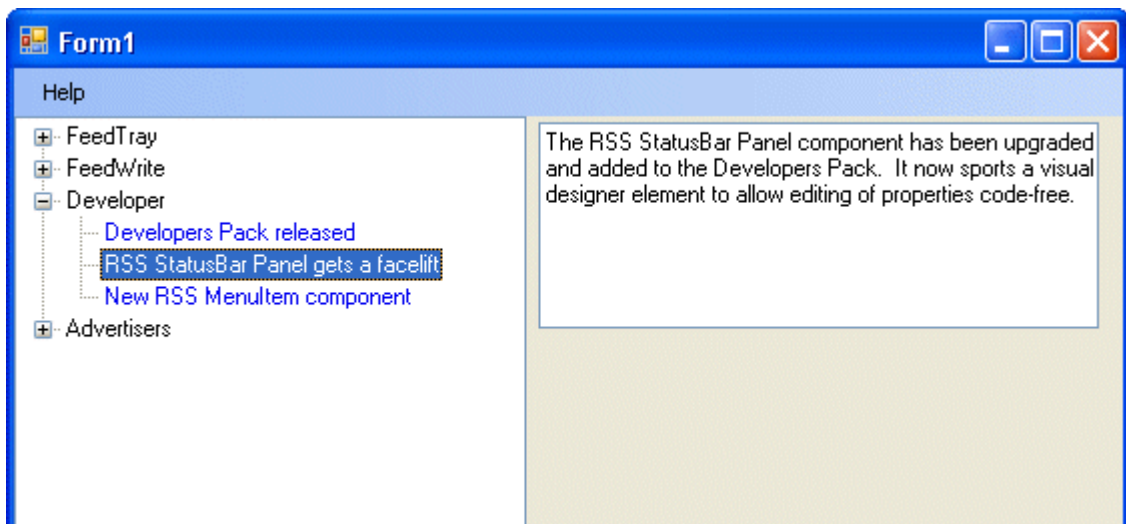 Form1
Help
FeedTray
FeedWrite
Developer
Developers Pack released
RSS StatusBar Panel gets a facelift
New RSS MenuItem component
Advertisers
The RSS StatusBar Panel component has been upgraded
and added to the Developers Pack.  It now sports a visual
designer element to allow editing of properties code-free.